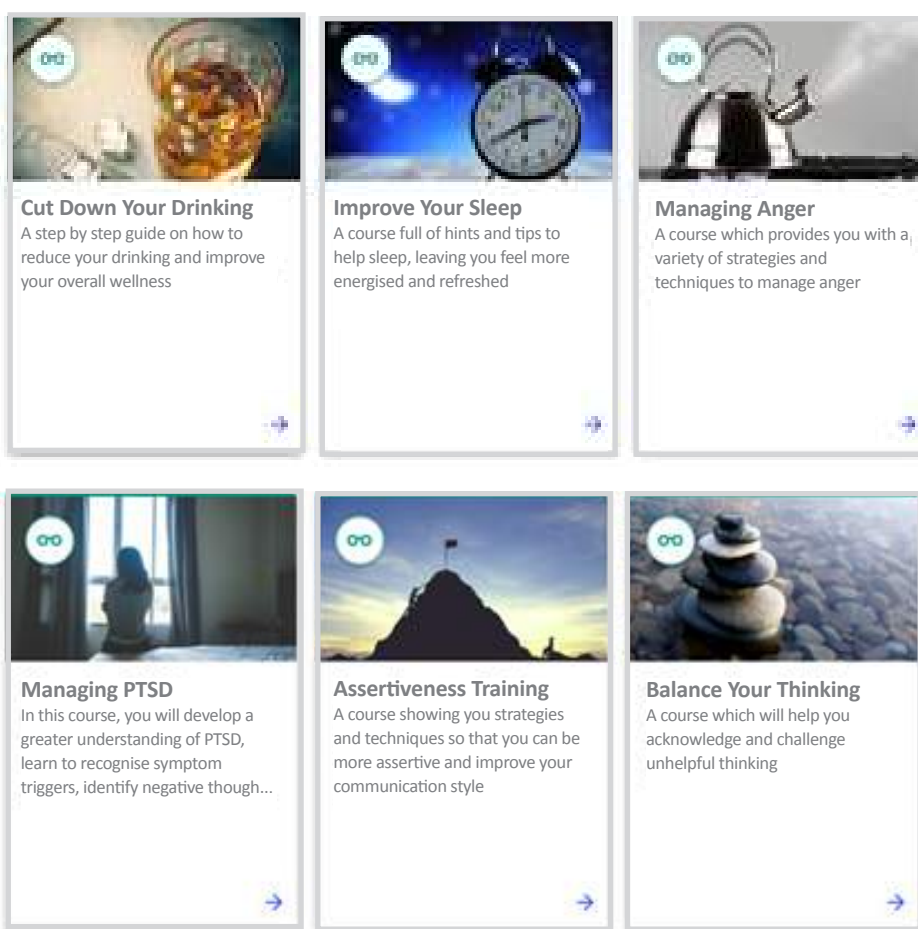 Cut Down Your Drinking
A step by step guide on how to
reduce your drinking and improve
your overall wellness
Improve Your Sleep
A course full of hints and tips to
help sleep, leaving you feel more
energised and refreshed
Managing Anger
A course which provides you with a
variety of strategies and
techniques to manage anger
Managing PTSD
In this course, you will develop a
greater understanding of PTSD,
learn to recognise symptom
triggers, identify negative though...
Assertiveness Training
A course showing you strategies
and techniques so that you can be
more assertive and improve your
communication style
Balance Your Thinking
A course which will help you
acknowledge and challenge
unhelpful thinking